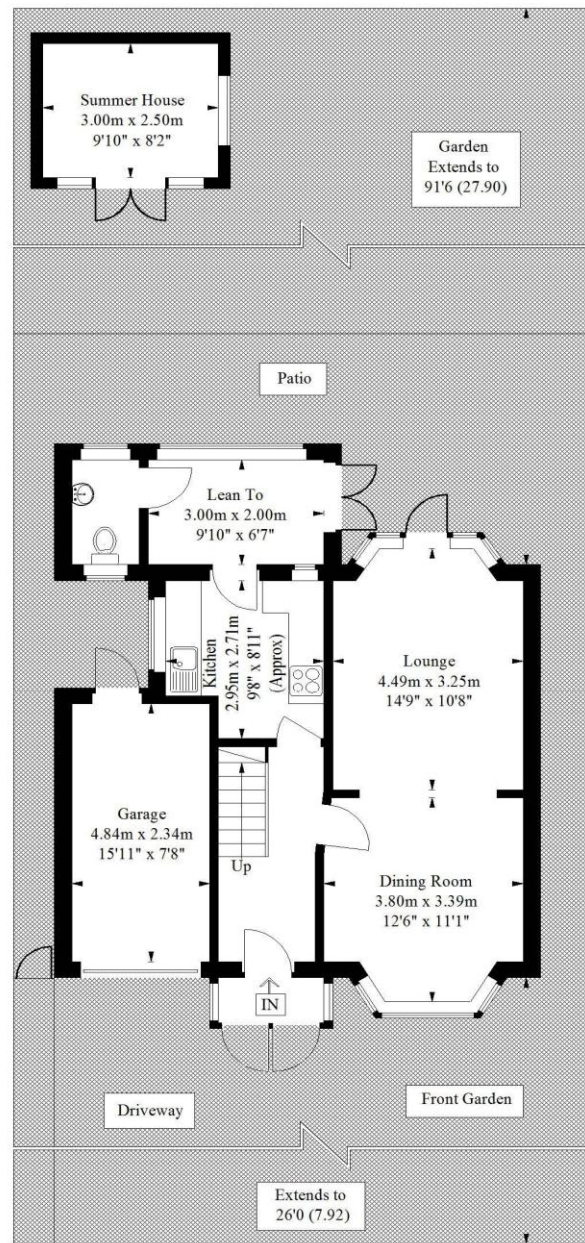 Summer House
3.00m x 2.50m
9'10" x 8'2"
Garden
Extends to
91'6 (27.90)
Patio
Lean To
3.00m x 2.00m
9'10" x 6'7"
Kitchen
2.95m x 2.71m
9'8" x 8'11"
(Approx)
Lounge
4.49m x 3.25m
14'9" x 10'8"
Garage
4.84m x 2.34m
15'11" x 7'8"
Up
Dining Room
3.80m x 3.39m
12'6" x 11'1"
IN
Driveway
Front Garden
Extends to
26'0 (7.92)